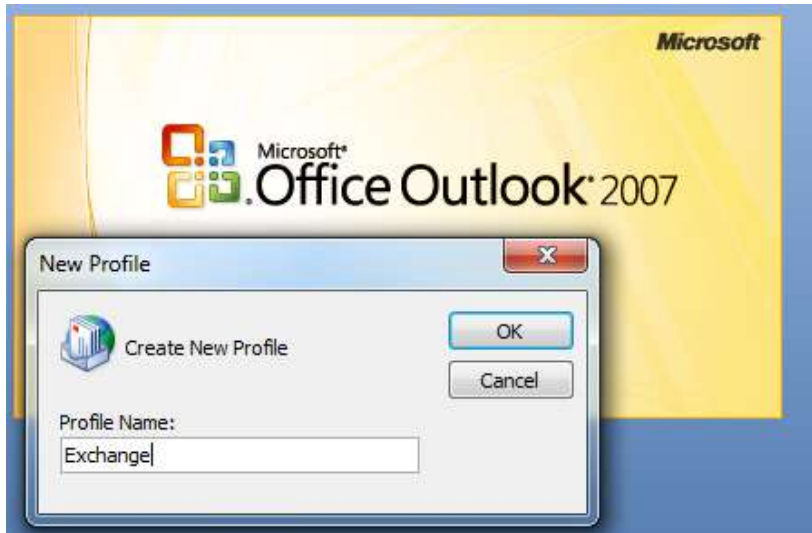 Microsoft
Microsoft®
Office Outlook® 2007
New Profile
Create New Profile
OK
Cancel
Profile Name:
Exchange